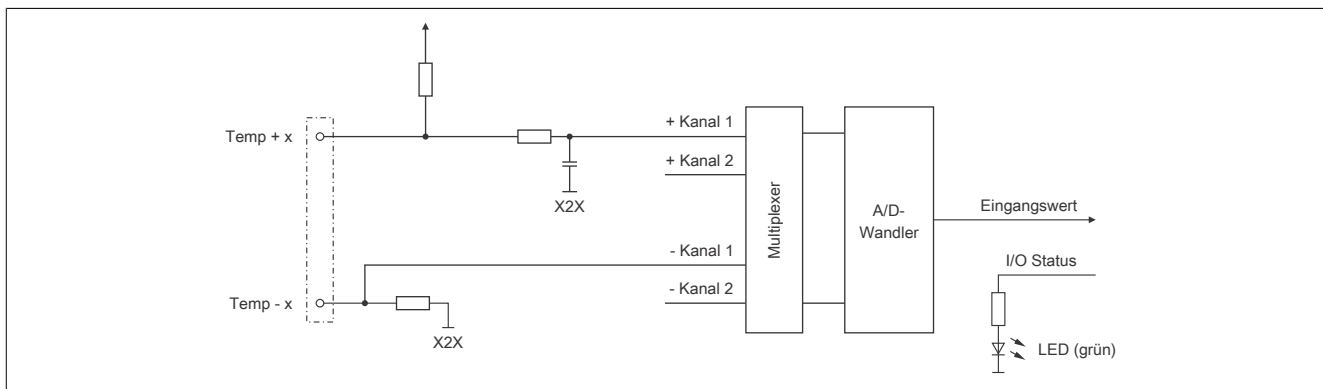 Temp + x
+ Kanal 1
+ Kanal 2
X2X
Multiplexer
A/D-
Wandler
Eingangswert
- Kanal 1
- Kanal 2
I/O Status
Temp - x
X2X
LED (grün)